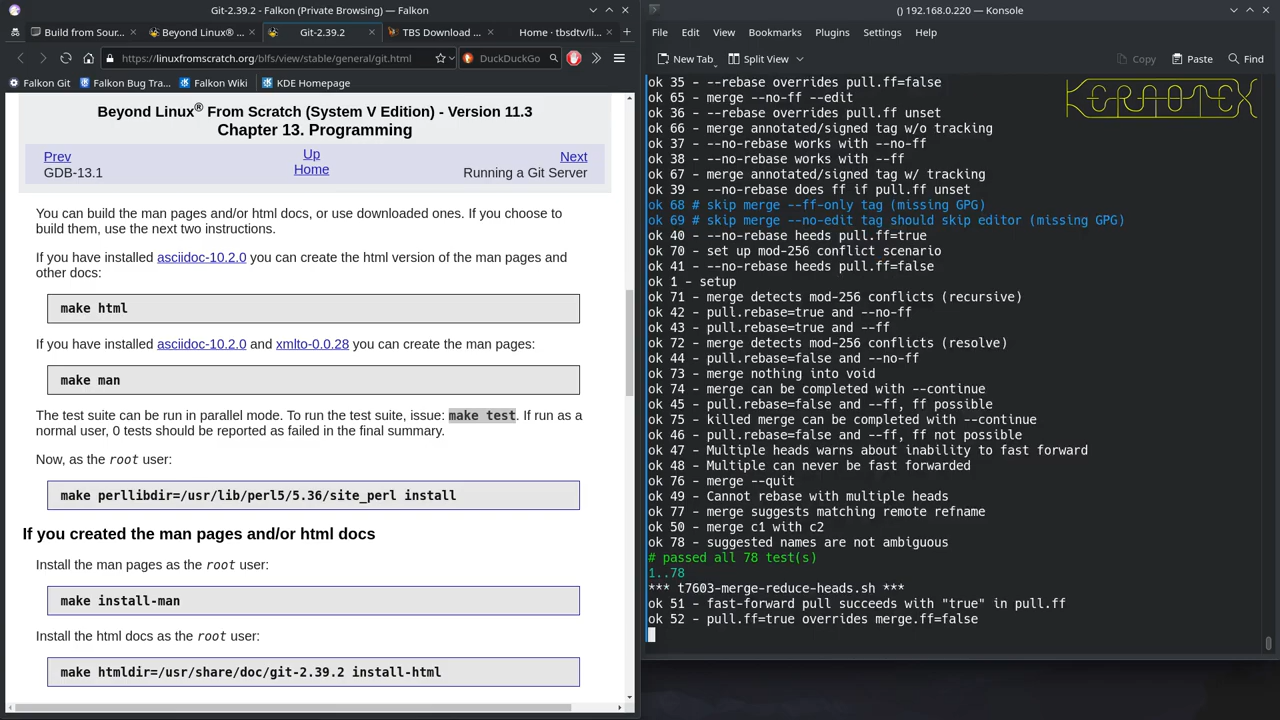 Git-2.39.2 - Falkon (Private Browsing) — Falkon
Build from Sour...
Beyond Linux® ...
Git-2.39.2
TBS Download ...
Home · tbsdtv/li...
https://linuxfromscratch.org/blfs/view/stable/general/git.html
DuckDuckGo
Falkon Git
Falkon Bug Tra...
Falkon Wiki
KDE Homepage
Beyond Linux® From Scratch (System V Edition) - Version 11.3
Chapter 13. Programming
Prev
Up
Next
GDB-13.1
Home
Running a Git Server
You can build the man pages and/or html docs, or use downloaded ones. If you choose to
build them, use the next two instructions.
If you have installed asciidoc-10.2.0 you can create the html version of the man pages and
other docs:
make html
If you have installed asciidoc-10.2.0 and xmlto-0.0.28 you can create the man pages:
make man
The test suite can be run in parallel mode. To run the test suite, issue: make test. If run as a
normal user, 0 tests should be reported as failed in the final summary.
Now, as the root user:
make perllibdir=/usr/lib/perl5/5.36/site_perl install
If you created the man pages and/or html docs
Install the man pages as the root user:
make install-man
Install the html docs as the root user:
make htmldir=/usr/share/doc/git-2.39.2 install-html
() 192.168.0.220 — Konsole
File Edit View Bookmarks Plugins Settings Help
New Tab
Split View
Copy
Paste
Find
KERAOTEX
ok 35 - --rebase overrides pull.ff=false
ok 65 - merge --no-ff --edit
ok 36 - --rebase overrides pull.ff unset
ok 66 - merge annotated/signed tag w/o tracking
ok 37 - --no-rebase works with --no-ff
ok 38 - --no-rebase works with --ff
ok 67 - merge annotated/signed tag w/ tracking
ok 39 - --no-rebase does ff if pull.ff unset
ok 68 # skip merge --ff-only tag (missing GPG)
ok 69 # skip merge --no-edit tag should skip editor (missing GPG)
ok 40 - --no-rebase heeds pull.ff=true
ok 70 - set up mod-256 conflict scenario
ok 41 - --no-rebase heeds pull.ff=false
ok 1 - setup
ok 71 - merge detects mod-256 conflicts (recursive)
ok 42 - pull.rebase=true and --no-ff
ok 43 - pull.rebase=true and --ff
ok 72 - merge detects mod-256 conflicts (resolve)
ok 44 - pull.rebase=false and --no-ff
ok 73 - merge nothing into void
ok 74 - merge can be completed with --continue
ok 45 - pull.rebase=false and --ff, ff possible
ok 75 - killed merge can be completed with --continue
ok 46 - pull.rebase=false and --ff, ff not possible
ok 47 - Multiple heads warns about inability to fast forward
ok 48 - Multiple can never be fast forwarded
ok 76 - merge --quit
ok 49 - Cannot rebase with multiple heads
ok 77 - merge suggests matching remote refname
ok 50 - merge c1 with c2
ok 78 - suggested names are not ambiguous
# passed all 78 test(s)
1..78
*** t7603-merge-reduce-heads.sh ***
ok 51 - fast-forward pull succeeds with "true" in pull.ff
ok 52 - pull.ff=true overrides merge.ff=false